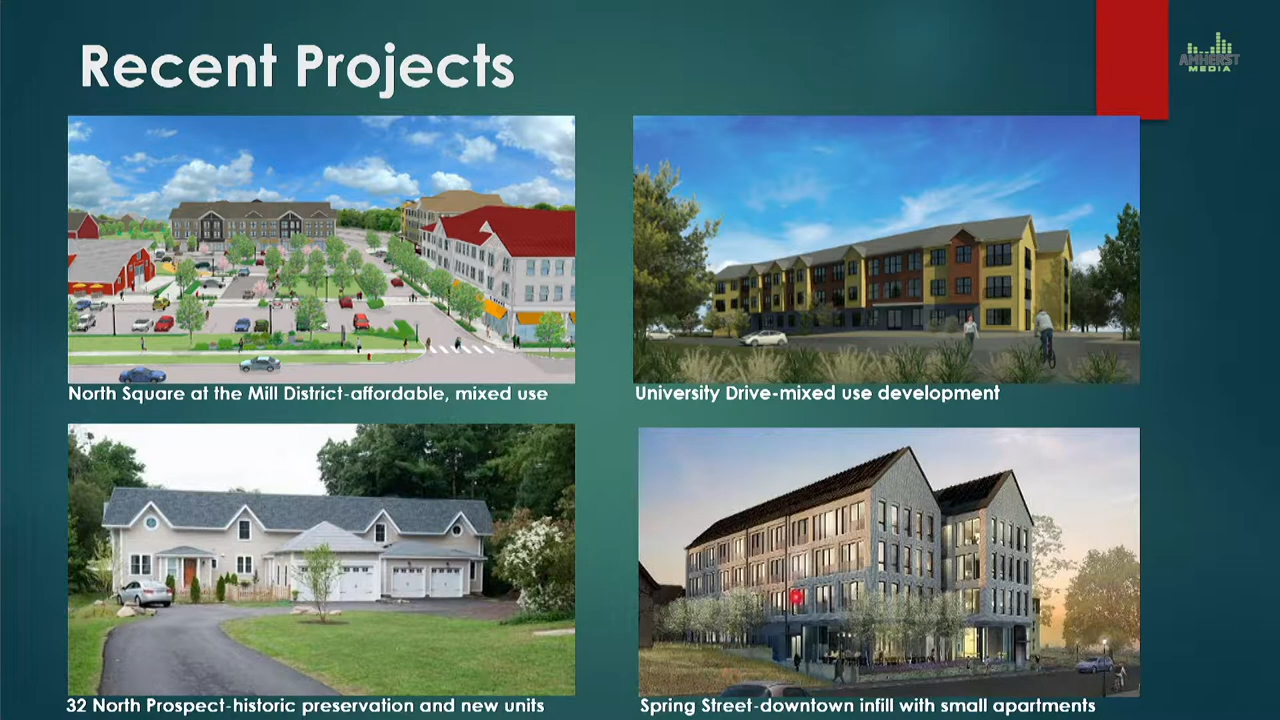 Recent Projects
AMHERST
MEDIA
North Square at the Mill District-affordable, mixed use
University Drive-mixed use development
32 North Prospect-historic preservation and new units
Spring Street-downtown infill with small apartments